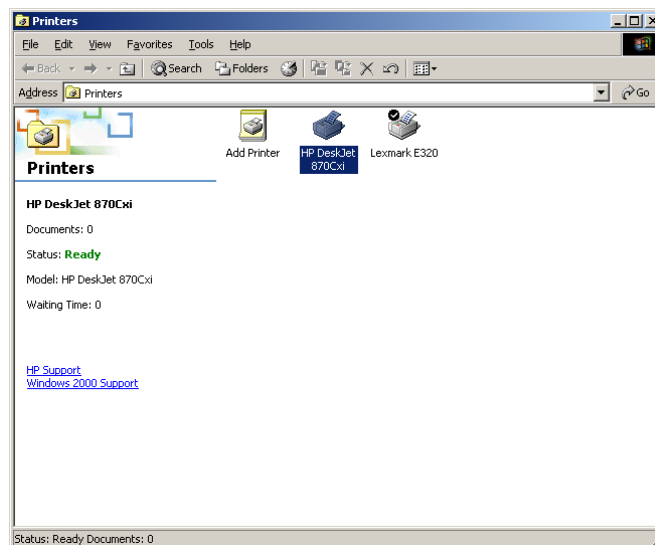 Printers
File Edit View Favorites Tools Help
Back Search Folders
Address Printers Go
Add Printer HP DeskJet 870Cxi Lexmark E320
Printers
HP DeskJet 870Cxi
Documents: 0
Status: Ready
Model: HP DeskJet 870Cxi
Waiting Time: 0
HP Support
Windows 2000 Support
Status: Ready Documents: 0